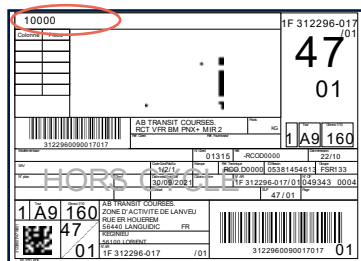 10000
1F 312296-017
/01
Colonne
47
01
AB TRANSIT COURSES.
RCT VFR BM PNX+ MIR 2
KG
3122960090017010
1 A9 160
01315
-RCOD0000
22/10
1/2/1
RCO.D0000
05381454613
FSR133
30/09/2021
1F 312296-017/01
049343 0004
47 / 01
HORS CYCLE
1 A9 160
AB TRANSIT COURSES.
ZONE D'ACTIVITE DE LANVEU
RUE ER HOUEREM
56440 LANGUIDIC FR
KEGINEU
56100 LORIENT
47
01
1F 312296-017 /01
3122960090017017
01